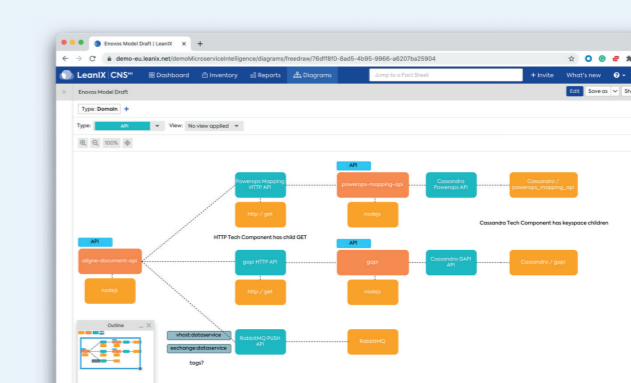 Enovos Model Draft | LeanIX
demo-eu.leanix.net/demoMicroserviceIntelligence/diagrams/freedraw/76df18f0-8ad5-4b95-9966-a6207ba25904
LeanIX CNS℠ Dashboard Inventory Reports Diagrams Jump to a Fact Sheet + Invite What's new
Enovos Model Draft Edit Save as
Type: Domain +
Type: API View: No view applied
100%
API
Powerops Mapping HTTP API
powerops-mapping-api
Cassandra Powerops API
Cassandra / powerops_mapping_api
http / get
nodejs
HTTP Tech Component has child GET
Cassandra Tech Component has keyspace children
API
API
aligne-document-api
gopi HTTP API
gopi
Cassandra GAPI API
Cassandra / gopi
nodejs
http / get
nodejs
Outline
vhost:dataservice
exchange:dataservice
RabbitMQ PUSH API
RabbitMQ
tags?